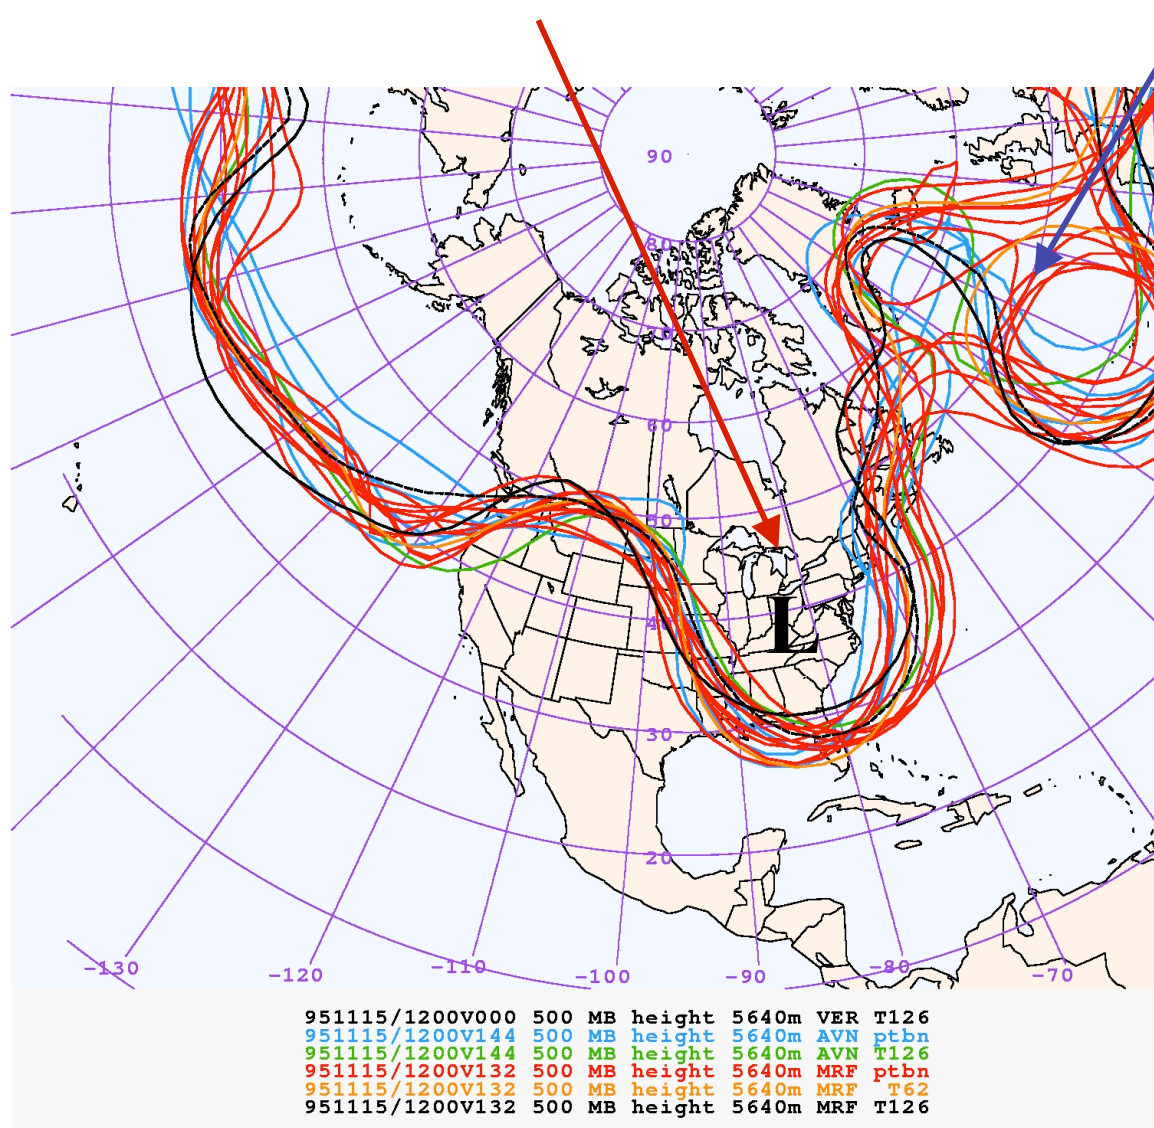 90
80
70
60
50
40
L
30
20
-130
-120
-110
-100
-90
-80
-70
951115/1200V000 500 MB height 5640m VER T126
951115/1200V144 500 MB height 5640m AVN ptbn
951115/1200V144 500 MB height 5640m AVN T126
951115/1200V132 500 MB height 5640m MRF ptbn
951115/1200V132 500 MB height 5640m MRF T62
951115/1200V132 500 MB height 5640m MRF T126